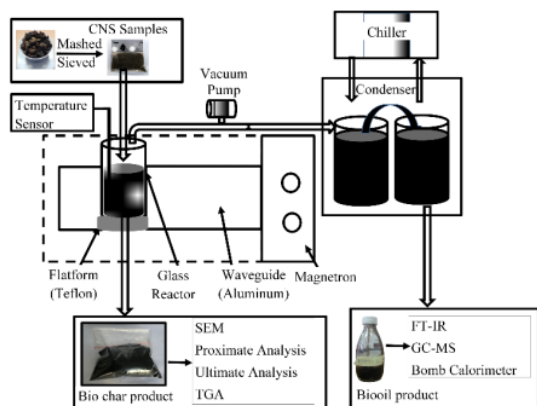 CNS Samples
Mashed
Sieved
Chiller
Vacuum
Pump
Condenser
Temperature
Sensor
Flatform
(Teflon)
Glass
Reactor
Waveguide
(Aluminum)
Magnetron
SEM
Proximate Analysis
Ultimate Analysis
TGA
Bio char product
FT-IR
GC-MS
Bomb Calorimeter
Biooil product